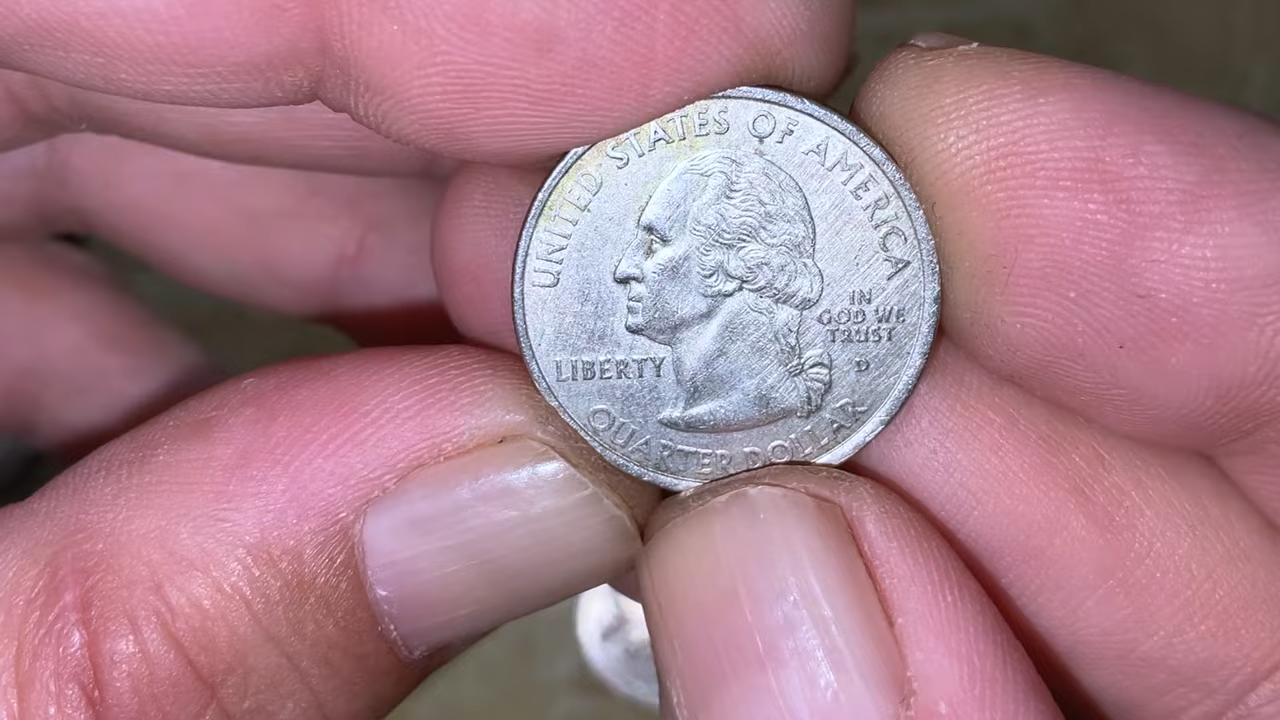 UNITED STATES OF AMERICA
IN
GOD WE
TRUST
LIBERTY
D
QUARTER DOLLAR